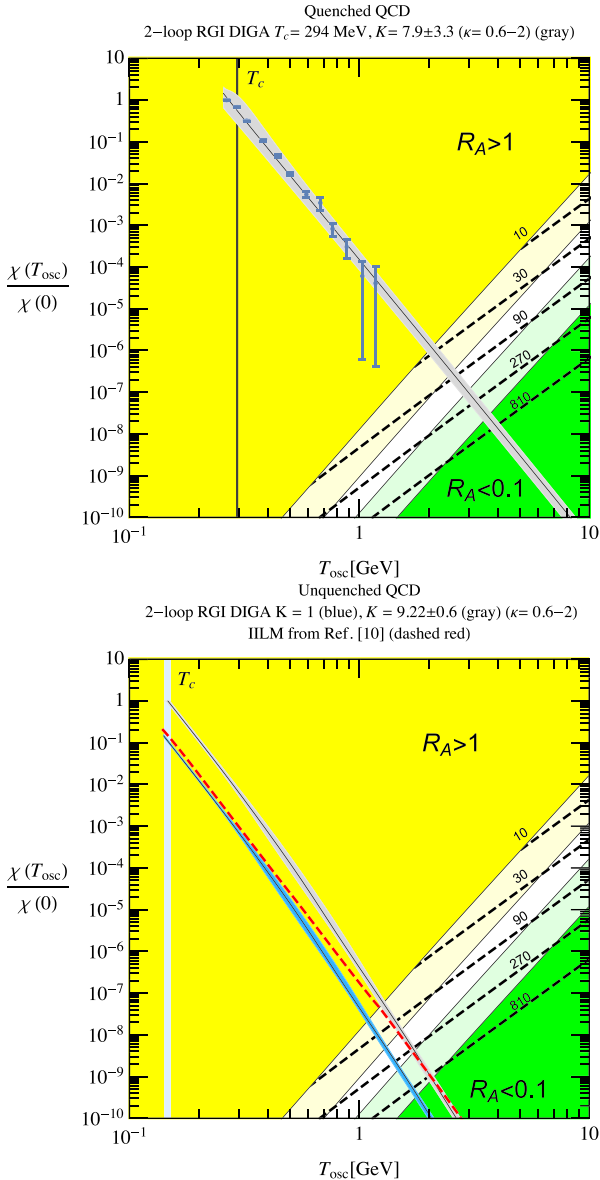 Quenched QCD
2−loop RGI DIGA T_c= 294 MeV, K= 7.9±3.3 (κ= 0.6−2) (gray)
10
T_c
1
R_A>1
10^−1
10^−2
10^−3
10
χ (T_osc)
χ (0)
10^−4
30
10^−5
90
10^−6
270
10^−7
810
10^−8
10^−9
R_A<0.1
10^−10
10^−1
1
10
T_osc[GeV]
Unquenched QCD
2−loop RGI DIGA K = 1 (blue), K = 9.22±0.6 (gray) (κ= 0.6−2)
IILM from Ref. [10] (dashed red)
10
T_c
1
R_A>1
10^−1
10^−2
10^−3
10
χ (T_osc)
χ (0)
10^−4
30
10^−5
90
10^−6
270
10^−7
810
10^−8
10^−9
R_A<0.1
10^−10
10^−1
1
10
T_osc[GeV]